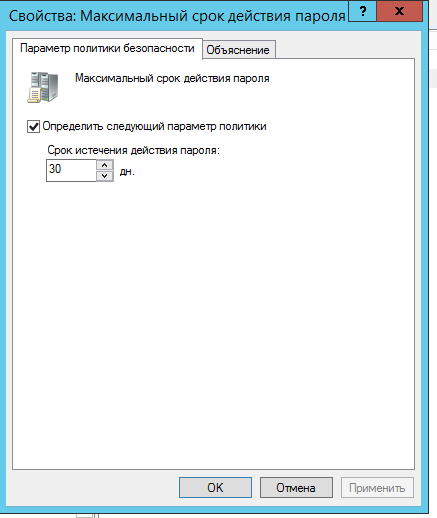 Свойства: Максимальный срок действия пароля
?
x
Параметр политики безопасности
Объяснение
Максимальный срок действия пароля
Определить следующий параметр политики
Срок истечения действия пароля:
30
дн.
OK
Отмена
Применить